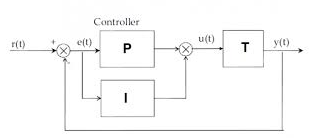 Controller
r(t) + e(t) P u(t) T y(t)
-
I